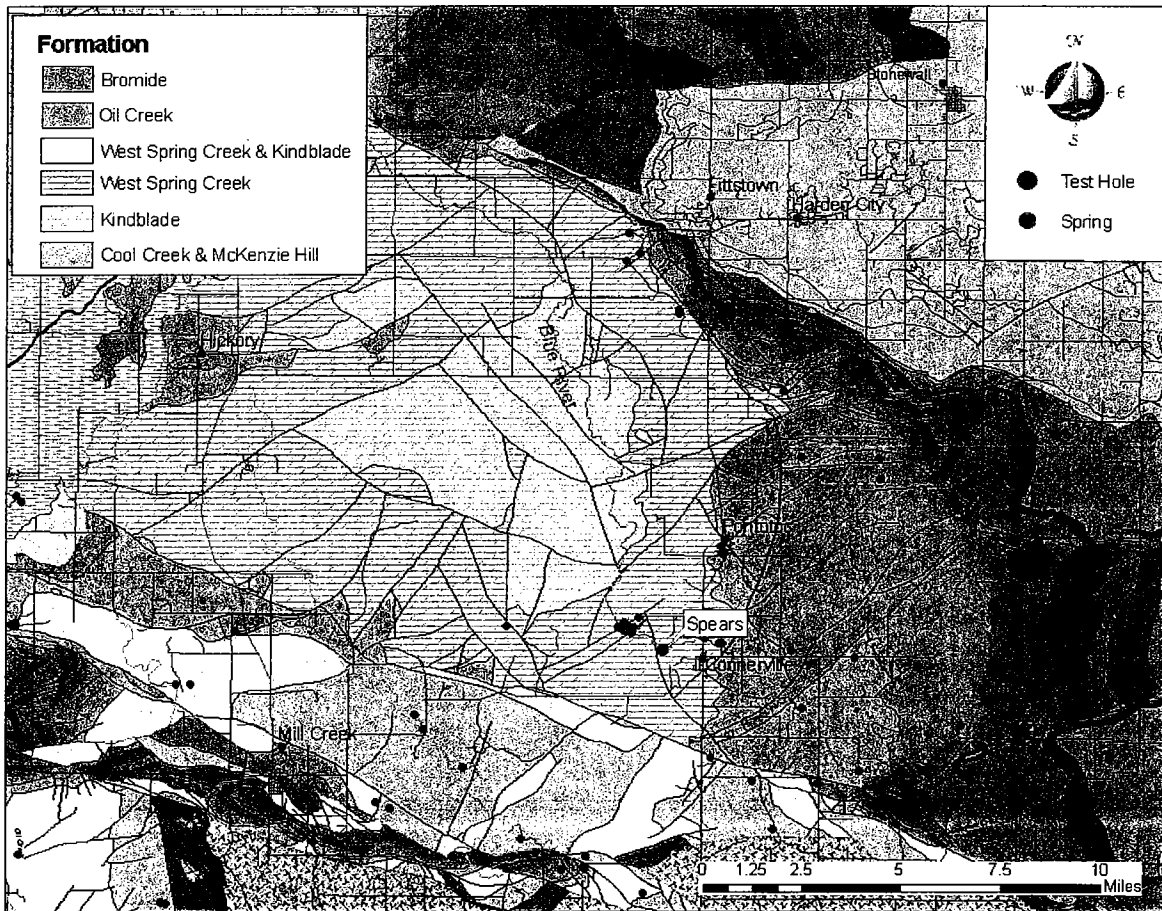 Formation
Bromide
Oil Creek
West Spring Creek & Kindblade
West Spring Creek
Kindblade
Cool Creek & McKenzie Hill
N
W
E
S
Test Hole
Spring
Stonewall
Fittstown
Harden City
Hickory
Blue River
Pontotoc
Spears
Connerville
Mill Creek
0 1.25 2.5 5 7.5 10
Miles